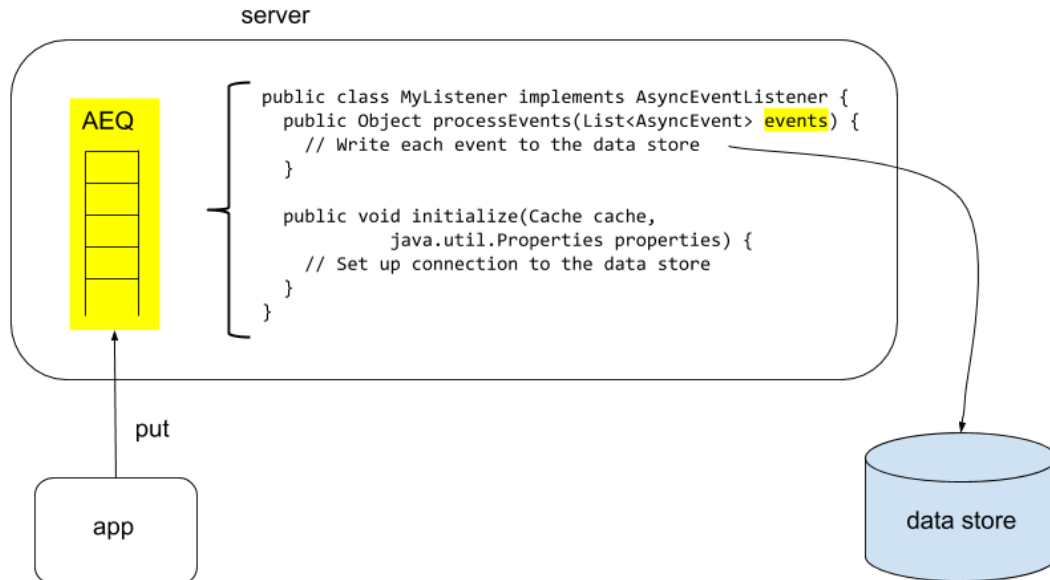 server
AEQ
public class MyListener implements AsyncEventListener {
  public Object processEvents(List<AsyncEvent> events) {
    // Write each event to the data store
  }
  public void initialize(Cache cache,
            java.util.Properties properties) {
    // Set up connection to the data store
  }
}
put
app
data store